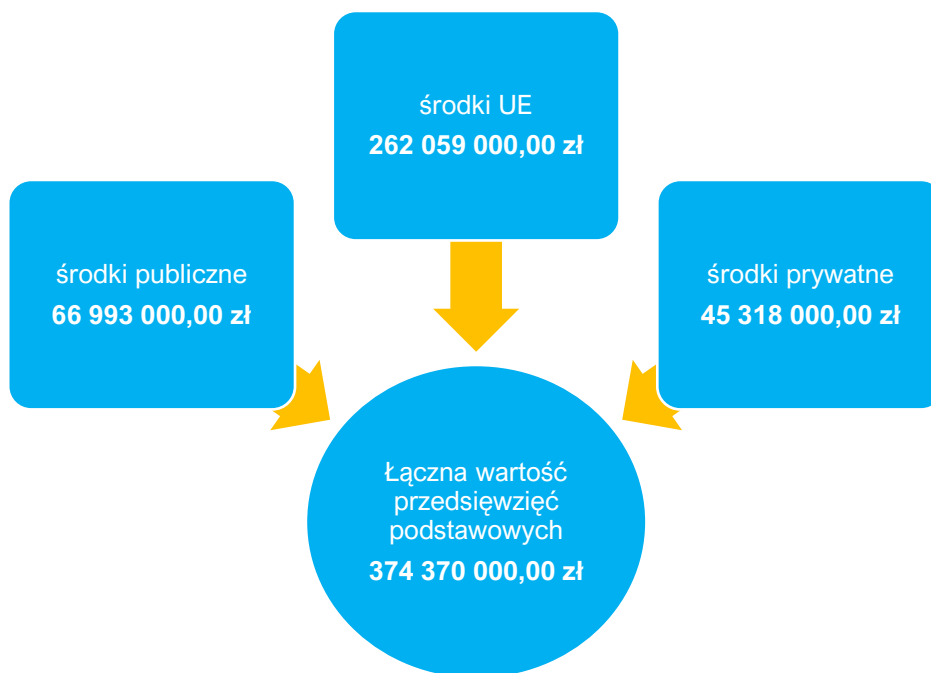 środki UE
262 059 000,00 zł
środki publiczne
66 993 000,00 zł
środki prywatne
45 318 000,00 zł
Łączna wartość
przedsięwzięć
podstawowych
374 370 000,00 zł